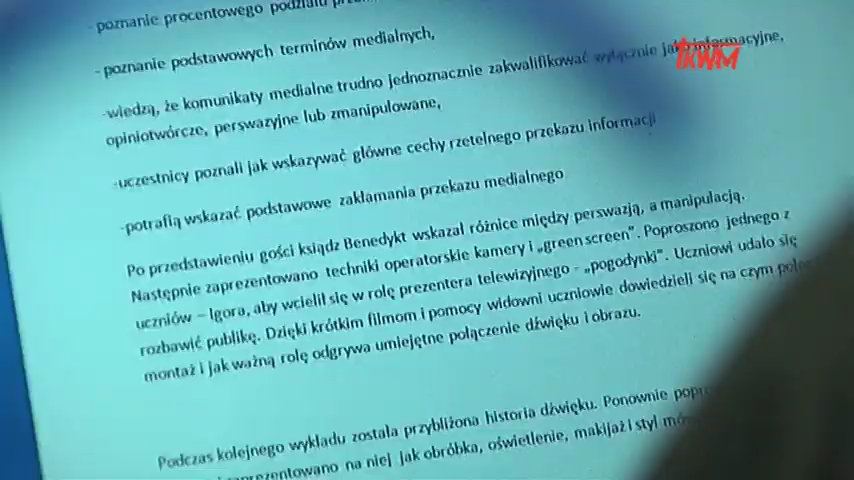 - poznanie procentowego podziału
TKWM
- poznanie podstawowych terminów medialnych,
-wiedzą, że komunikaty medialne trudno jednoznacznie zakwalifikować wyłącznie jako informacyjne,
opiniotwórcze, perswazyjne lub zmanipulowane,
-uczestnicy poznali jak wskazywać główne cechy rzetelnego przekazu informacji
-potrafią wskazać podstawowe zakłamania przekazu medialnego
Po przedstawieniu gości ksiądz Benedykt wskazał różnice między perswazją, a manipulacją.
Następnie zaprezentowano techniki operatorskie kamery i „green screen”. Poproszono jednego z
uczniów – Igora, aby wcielił się w rolę prezentera telewizyjnego - „pogodynki”. Uczniowi udało się
rozbawić publikę. Dzięki krótkim filmom i pomocy widowni uczniowie dowiedzieli się na czym
montaż i jak ważną rolę odgrywa umiejętne połączenie dźwięku i obrazu.
Podczas kolejnego wykładu została przybliżona historia dźwięku. Ponownie
zaprezentowano na niej jak obróbka, oświetlenie, makijaż i styl